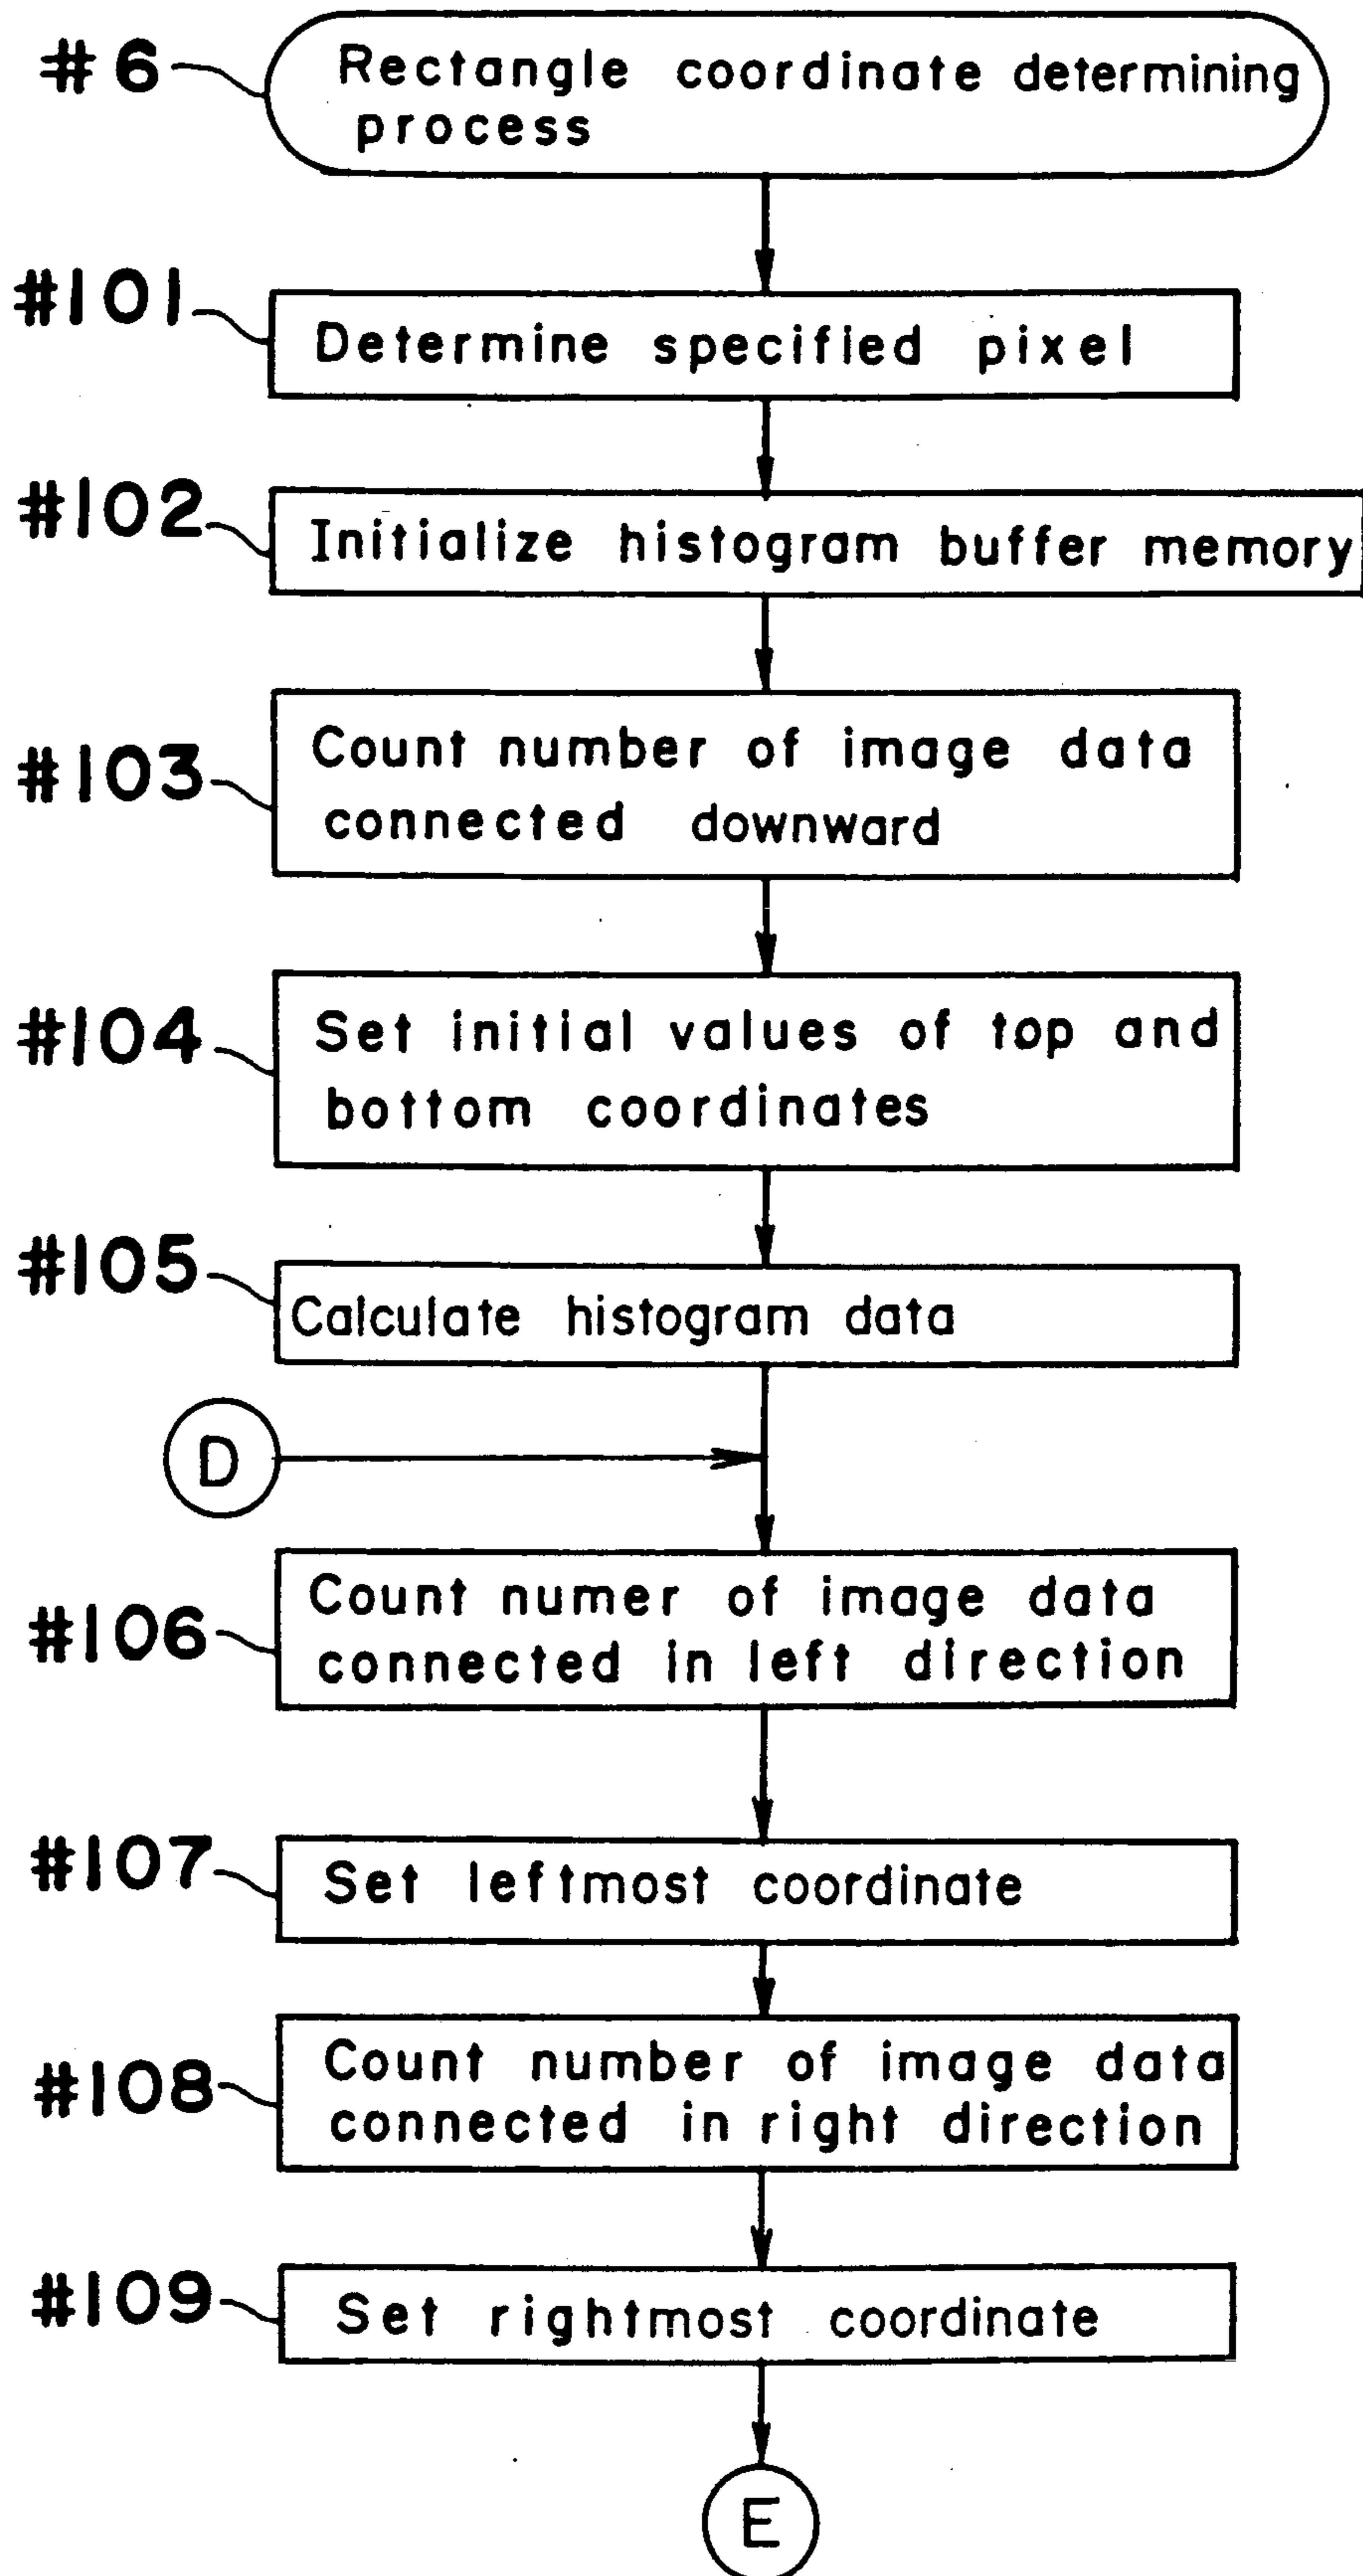 #6
Rectangle coordinate determining
process
#101
Determine specified pixel
#102
Initialize histogram buffer memory
#103
Count number of image data
connected downward
#104
Set initial values of top and
bottom coordinates
#105
Calculate histogram data
D
#106
Count numer of image data
connected in left direction
#107
Set leftmost coordinate
#108
Count number of image data
connected in right direction
#109
Set rightmost coordinate
E